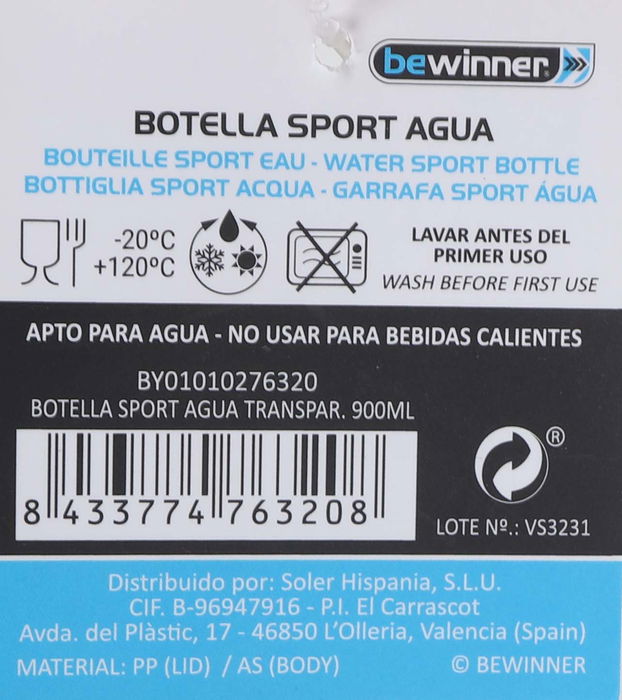 bewinner
BOTELLA SPORT AGUA
BOUTEILLE SPORT EAU - WATER SPORT BOTTLE
BOTTIGLIA SPORT ACQUA - GARRAFA SPORT ÁGUA
-20ºC
+120ºC
LAVAR ANTES DEL
PRIMER USO
WASH BEFORE FIRST USE
APTO PARA AGUA - NO USAR PARA BEBIDAS CALIENTES
BY01010276320
BOTELLA SPORT AGUA TRANSPAR. 900ML
8 433774 763208
®
LOTE Nº.: VS3231
Distribuido por: Soler Hispania, S.L.U.
CIF. B-96947916 - P.I. El Carrascot
Avda. del Plàstic, 17 - 46850 L'Olleria, Valencia (Spain)
MATERIAL: PP (LID) / AS (BODY) © BEWINNER